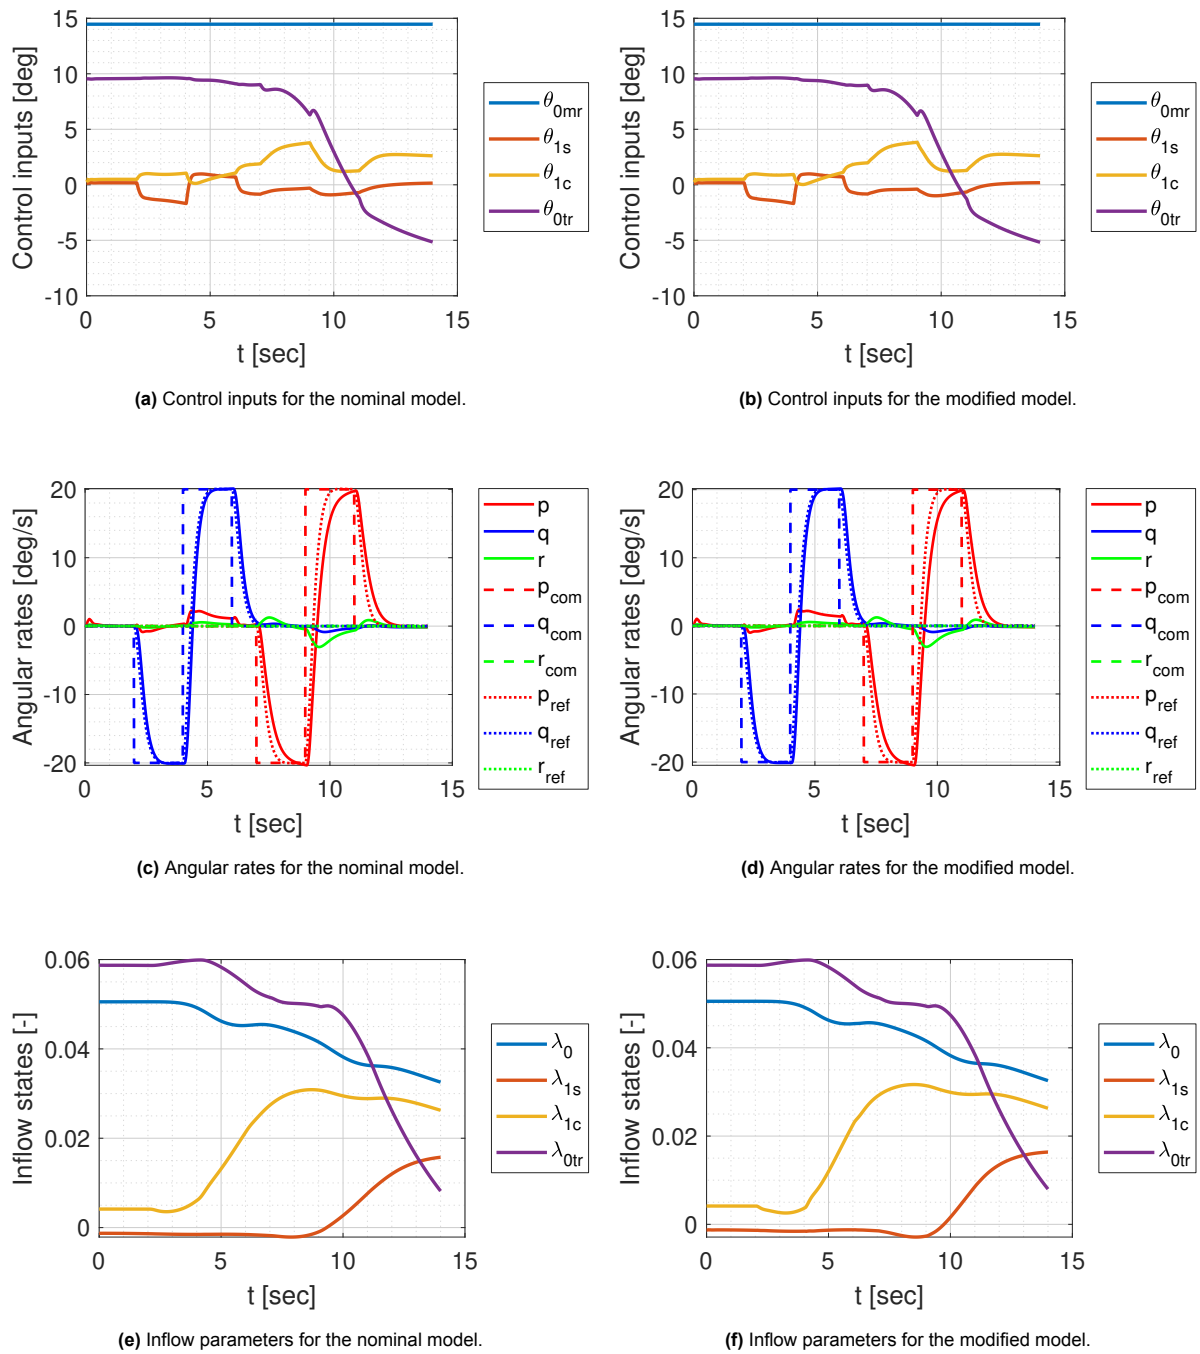 15
10
5
0
-5
-10
0 5 10 15
Control inputs [deg]
t [sec]
θ0mr
θ1s
θ1c
θ0tr
(a) Control inputs for the nominal model.
15
10
5
0
-5
-10
0 5 10 15
Control inputs [deg]
t [sec]
θ0mr
θ1s
θ1c
θ0tr
(b) Control inputs for the modified model.
20
10
0
-10
-20
0 5 10 15
Angular rates [deg/s]
t [sec]
p
q
r
pcom
qcom
rcom
pref
qref
rref
(c) Angular rates for the nominal model.
20
10
0
-10
-20
0 5 10 15
Angular rates [deg/s]
t [sec]
p
q
r
pcom
qcom
rcom
pref
qref
rref
(d) Angular rates for the modified model.
0.06
0.04
0.02
0
0 5 10 15
Inflow states [-]
t [sec]
λ0
λ1s
λ1c
λ0tr
(e) Inflow parameters for the nominal model.
0.06
0.04
0.02
0
0 5 10 15
Inflow states [-]
t [sec]
λ0
λ1s
λ1c
λ0tr
(f) Inflow parameters for the modified model.